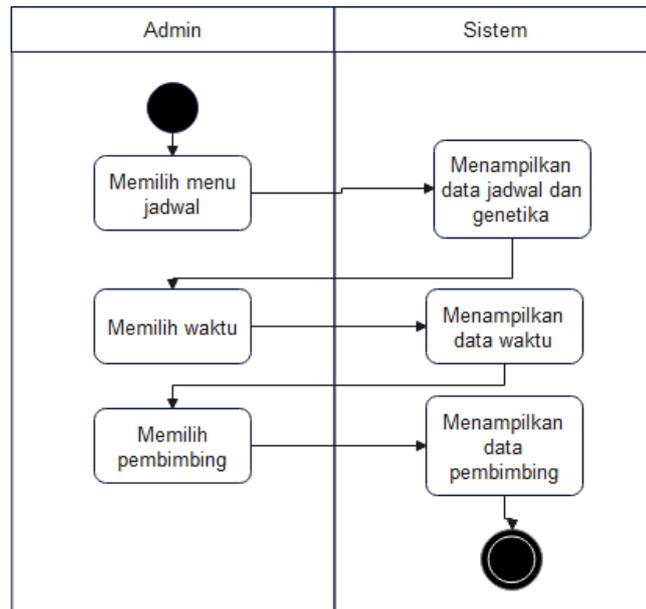 Admin
Sistem
Memilih menu
jadwal
Menampilkan
data jadwal dan
genetika
Memilih waktu
Menampilkan
data waktu
Memilih
pembimbing
Menampilkan
data
pembimbing